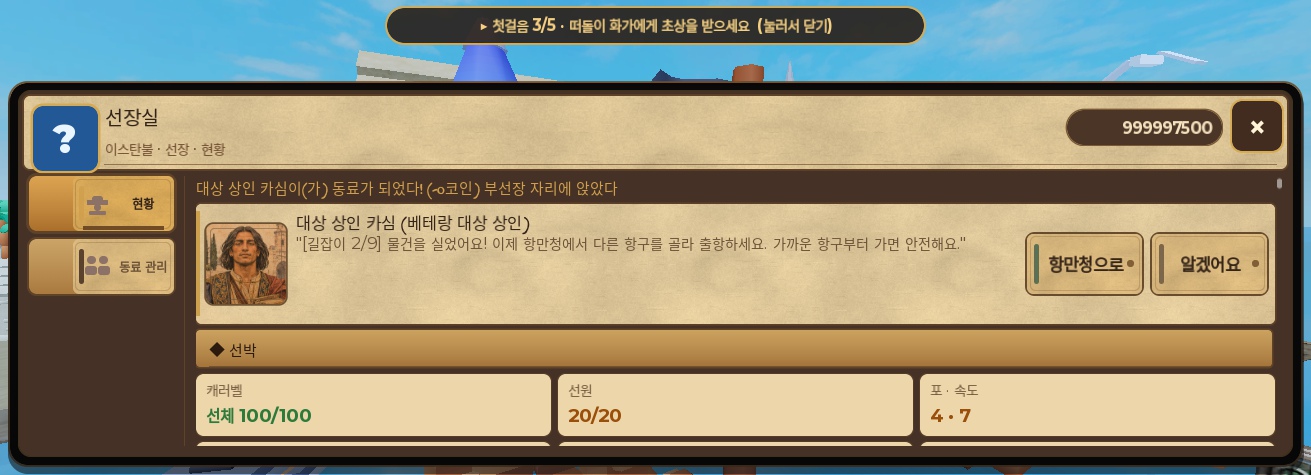 ▸ 첫걸음 3/5 · 떠돌이 화가에게 초상을 받으세요 (눌러서 닫기)
?
선장실
이스탄불 · 선장 · 현황
999997500
×
현황
동료 관리
대상 상인 카심이(가) 동료가 되었다! (-0코인) 부선장 자리에 앉았다
대상 상인 카심 (베테랑 대상 상인)
"[길잡이 2/9] 물건을 실었어요! 이제 항만청에서 다른 항구를 골라 출항하세요. 가까운 항구부터 가면 안전해요."
항만청으로
알겠어요
◆ 선박
캐러벨
선체 100/100
선원
20/20
포 · 속도
4 · 7